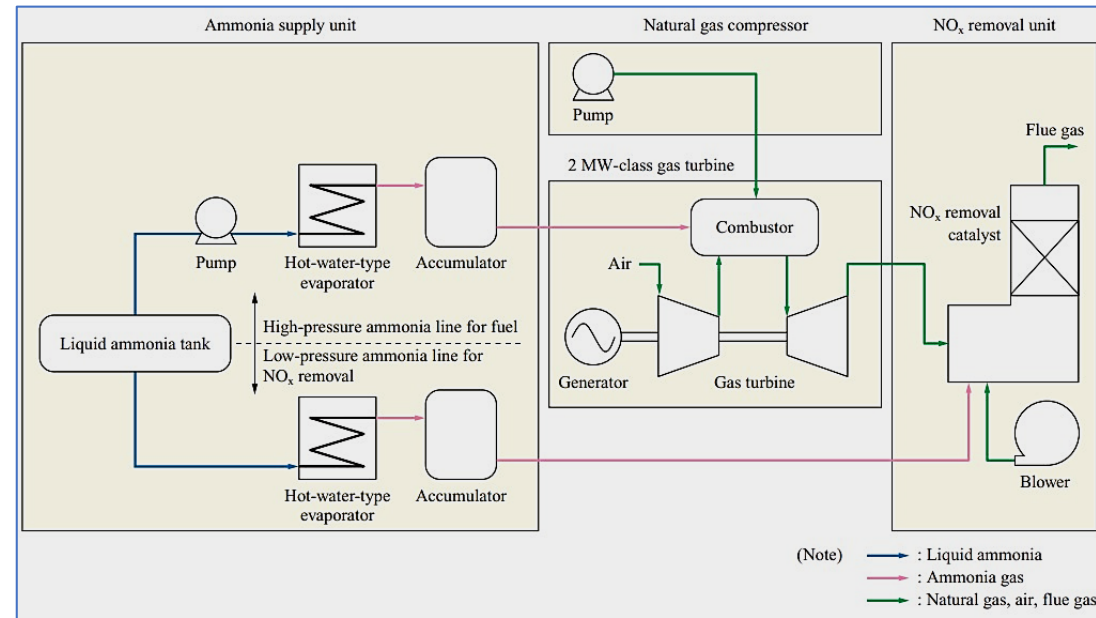 Ammonia supply unit
Natural gas compressor
NOx removal unit
Pump
Flue gas
2 MW-class gas turbine
NOx removal
catalyst
Combustor
Pump
Hot-water-type
evaporator
Accumulator
Air
High-pressure ammonia line for fuel
Liquid ammonia tank
Low-pressure ammonia line for
NOx removal
Generator
Gas turbine
Hot-water-type
evaporator
Accumulator
Blower
(Note)
: Liquid ammonia
: Ammonia gas
: Natural gas, air, flue gas